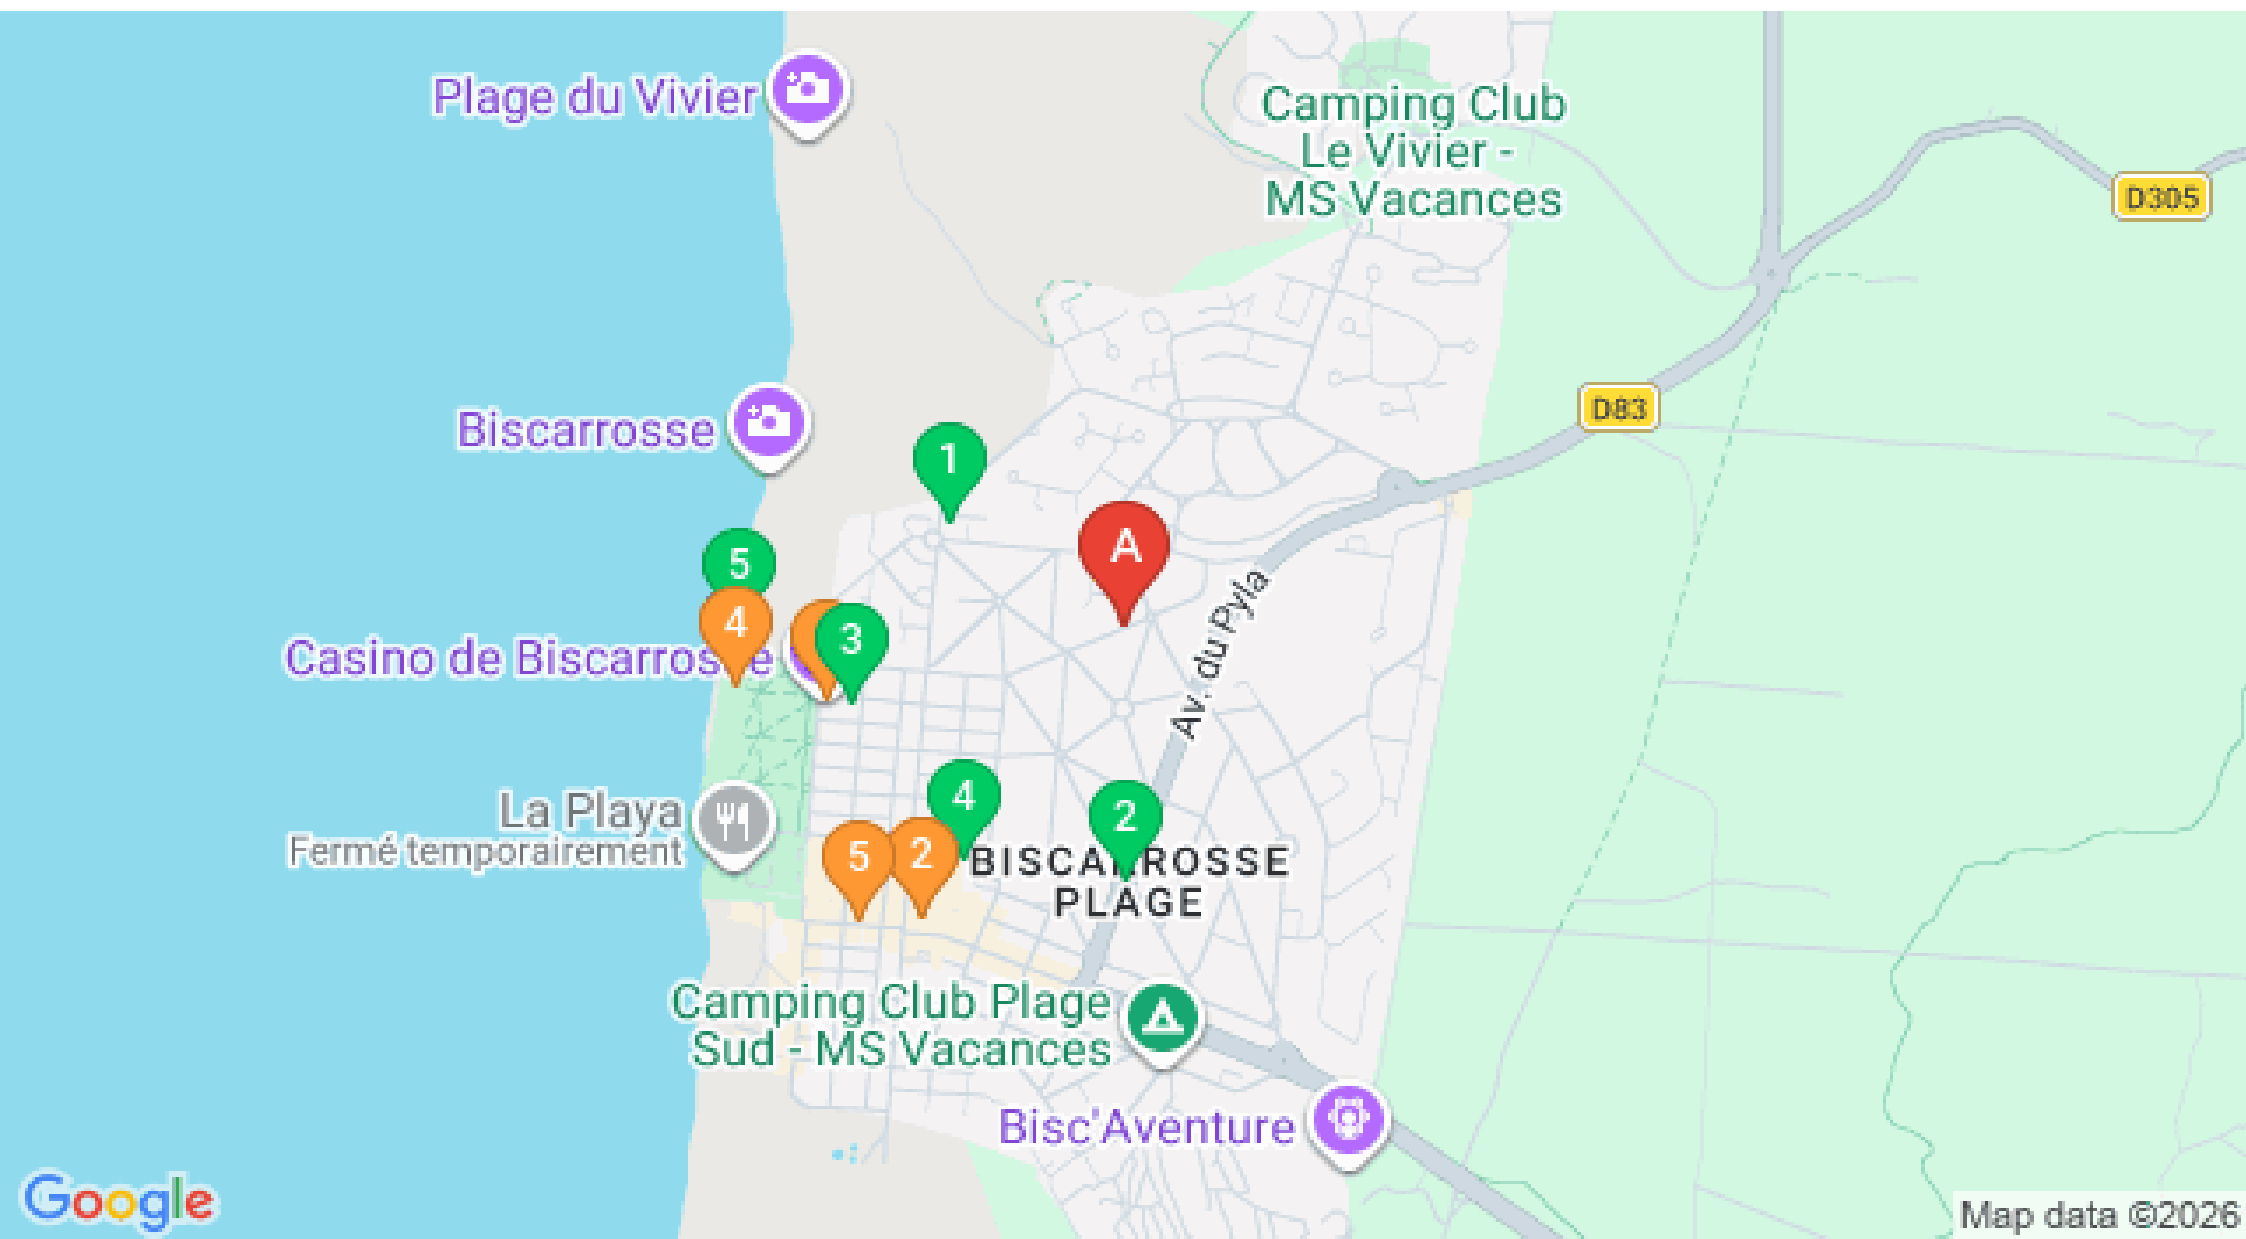 Plage du Vivier
Camping Club
Le Vivier -
MS Vacances
D305
D83
Biscarrosse
1
A
5
4
3
Casino de Biscarrosse
Av. du Pyla
La Playa
Fermé temporairement
4
2
5
2
BISCARROSSE
PLAGE
Camping Club Plage
Sud - MS Vacances
Bisc'Aventure
Google
Map data ©2026